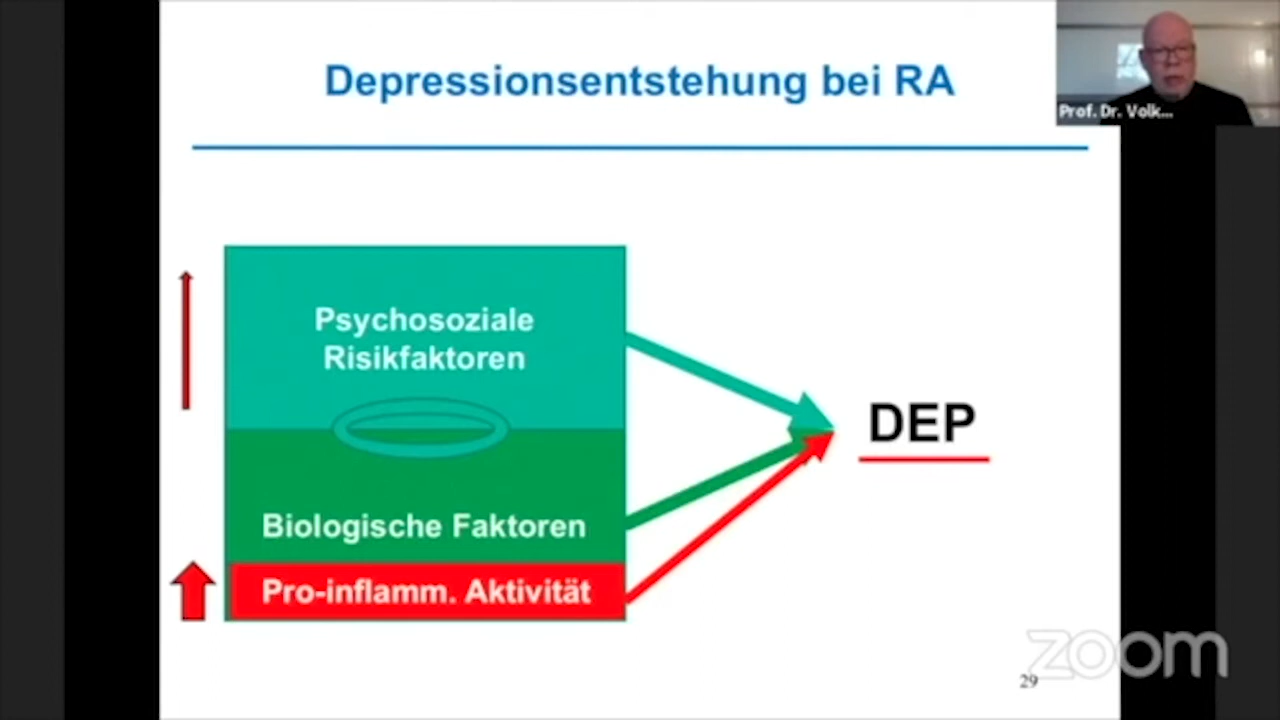 Depressionsentstehung bei RA
Prof. Dr. Volk...
Psychosoziale
Risikfaktoren
DEP
Biologische Faktoren
Pro-inflamm. Aktivität
zoom
29